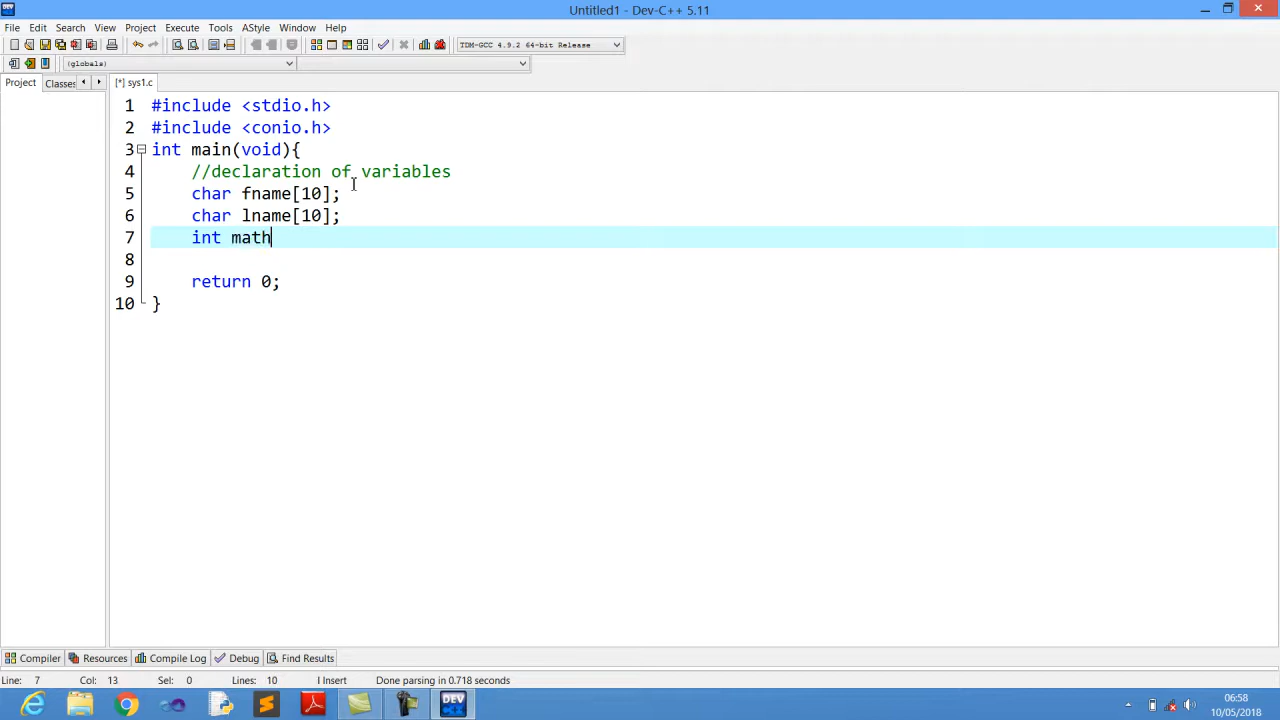 Untitled1 - Dev-C++ 5.11
File Edit Search View Project Execute Tools AStyle Window Help
TDM-GCC 4.9.2 64-bit Release
(globals)
Project Classes [*] sys1.c
1 #include <stdio.h>
2 #include <conio.h>
3 int main(void){
4 //declaration of variables
5 char fname[10];
6 char lname[10];
7 int math
8
9 return 0;
10 }
Compiler Resources Compile Log Debug Find Results
Line: 7 Col: 13 Sel: 0 Lines: 10 Insert Done parsing in 0.718 seconds
DEV
06:58
10/05/2018